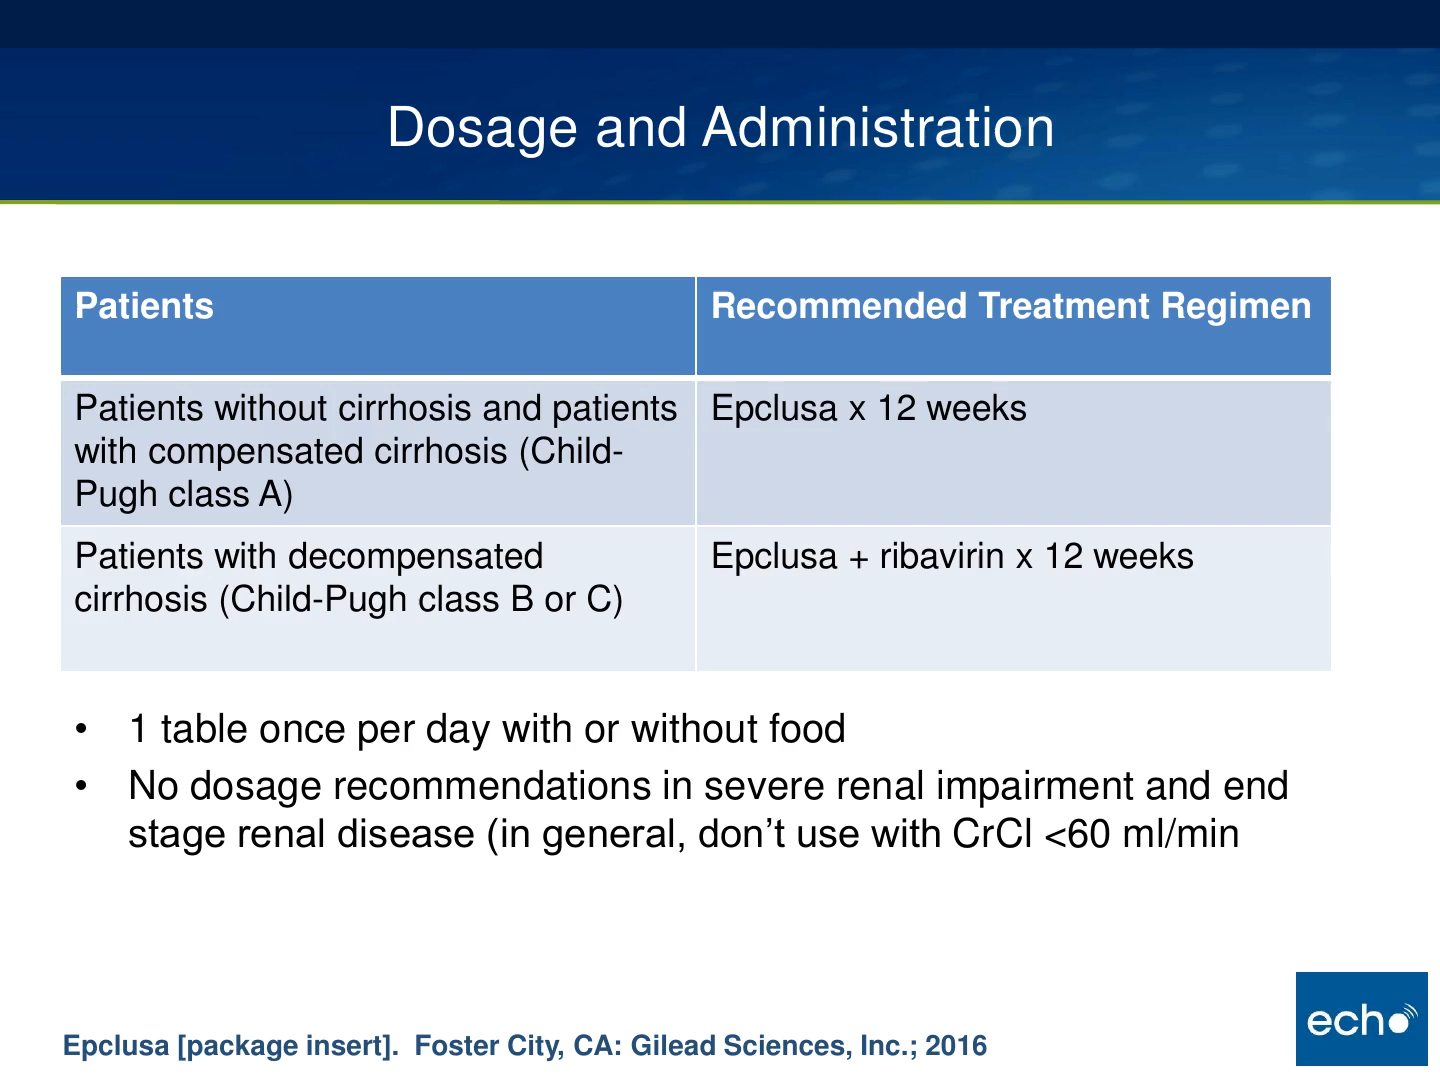 Dosage and Administration
Patients
Recommended Treatment Regimen
Patients without cirrhosis and patients
with compensated cirrhosis (Child-
Pugh class A)
Epclusa x 12 weeks
Patients with decompensated
cirrhosis (Child-Pugh class B or C)
Epclusa + ribavirin x 12 weeks
• 1 table once per day with or without food
• No dosage recommendations in severe renal impairment and end
stage renal disease (in general, don’t use with CrCl <60 ml/min
Epclusa [package insert].  Foster City, CA: Gilead Sciences, Inc.; 2016
echo